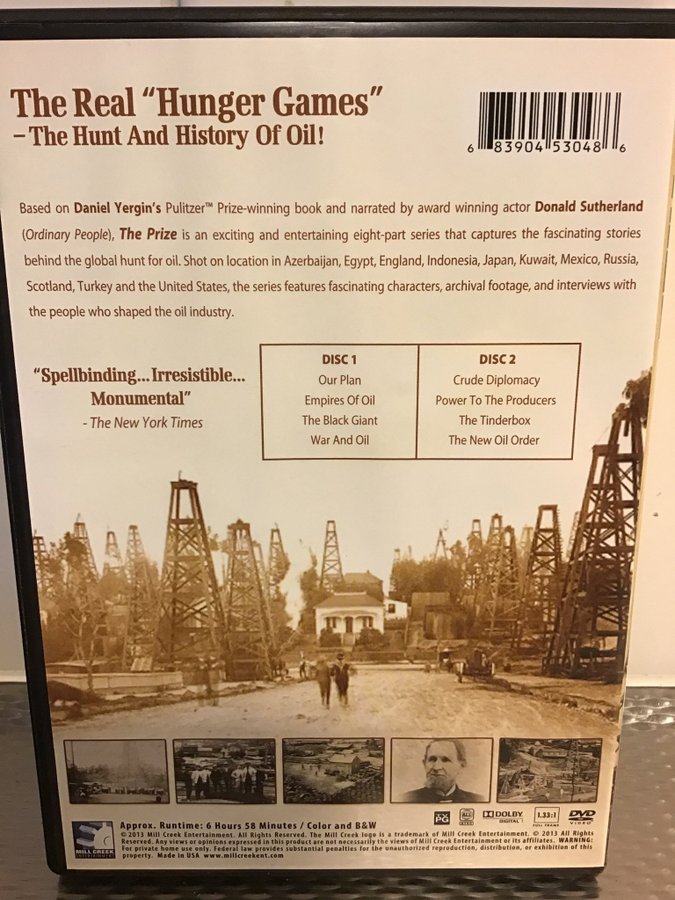 The Real “Hunger Games”
– The Hunt And History Of Oil!
6 83904 53048 6
Based on Daniel Yergin's Pulitzer™ Prize-winning book and narrated by award winning actor Donald Sutherland
(Ordinary People), The Prize is an exciting and entertaining eight-part series that captures the fascinating stories
behind the global hunt for oil. Shot on location in Azerbaijan, Egypt, England, Indonesia, Japan, Kuwait, Mexico, Russia,
Scotland, Turkey and the United States, the series features fascinating characters, archival footage, and interviews with
the people who shaped the oil industry.
“Spellbinding...Irresistible...
Monumental”
- The New York Times
DISC 1
Our Plan
Empires Of Oil
The Black Giant
War And Oil
DISC 2
Crude Diplomacy
Power To The Producers
The Tinderbox
The New Oil Order
MILL CREEK
Approx. Runtime: 6 Hours 58 Minutes / Color and B&W
© 2013 Mill Creek Entertainment. All Rights Reserved. The Mill Creek logo is a trademark of Mill Creek Entertainment. © 2013 All
Rights Reserved. Any views or opinions expressed in this product are not necessarily the views of Mill Creek Entertainment or its affiliates. WARNING:
For private home use only. Federal law provides substantial penalties for the unauthorized reproduction, distribution, or exhibition of this
property. Made in USA www.millcreekent.com
PG
DOLBY
DIGITAL
1.33:1
FULL FRAME
DVD
VIDEO